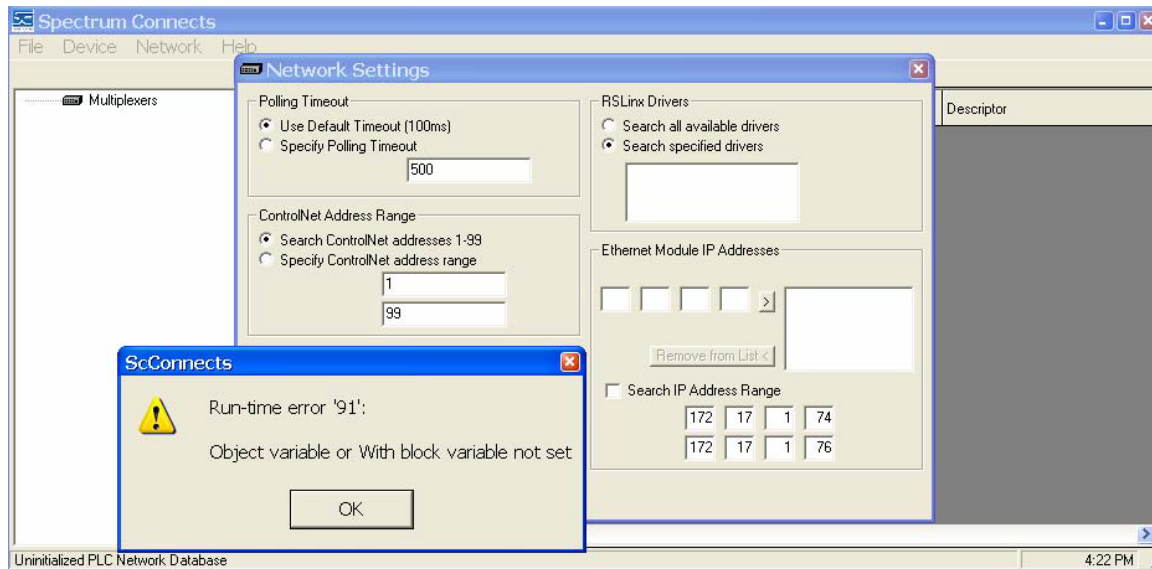 Spectrum Connects
File Device Network Help
Network Settings
Multiplexers
Descriptor
Polling Timeout
Use Default Timeout (100ms)
Specify Polling Timeout
500
ControlNet Address Range
Search ControlNet addresses 1-99
Specify ControlNet address range
1
99
RSLinx Drivers
Search all available drivers
Search specified drivers
Ethernet Module IP Addresses
>
Remove from List <
Search IP Address Range
172 17 1 74
172 17 1 76
ScConnects
Run-time error '91':
Object variable or With block variable not set
OK
Uninitialized PLC Network Database
4:22 PM